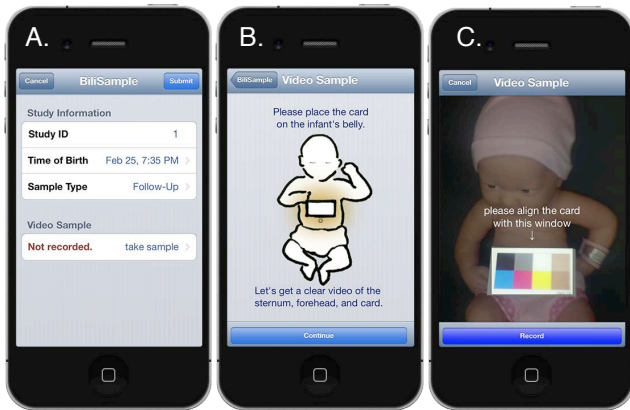 A.
Cancel BiliSample Submit
Study Information
Study ID 1
Time of Birth Feb 25, 7:35 PM
Sample Type Follow-Up
Video Sample
Not recorded. take sample
B.
BiliSample Video Sample
Please place the card
on the infant's belly.
Let's get a clear video of the
sternum, forehead, and card.
Continue
C.
Cancel Video Sample
please align the card
with this window
Record